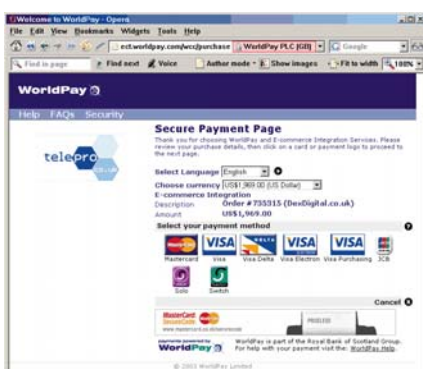 Welcome to WorldPay - Opera
File Edit View Bookmarks Widgets Tools Help
ect.worldpay.com/wcc/purchase WorldPay PLC [GB] Google
Find in page Find next Voice Author mode Show images Fit to width 100%
WorldPay
Help FAQs Security
Secure Payment Page
Thank you for choosing WorldPay and E-commerce Integration Services. Please
review your purchase details, then click on a card or payment logo to proceed to
the next page.
telepro
.co.uk
Select Language English
Choose currency US$1,969.00 (US Dollar)
E-commerce Integration
Description Order #735315 (DexDigital.co.uk)
Amount US$1,969.00
Select your payment method
MasterCard VISA VISA DELTA VISA VISA JCB
Mastercard Visa Visa Delta Visa Electron Visa Purchasing JCB
Solo Switch
Cancel
MasterCard
SecureCode
PRICELESS
payments powered by
WorldPay
WorldPay is part of the Royal Bank of Scotland Group.
For help with your payment visit the: WorldPay Help.
© 2003 WorldPay Limited